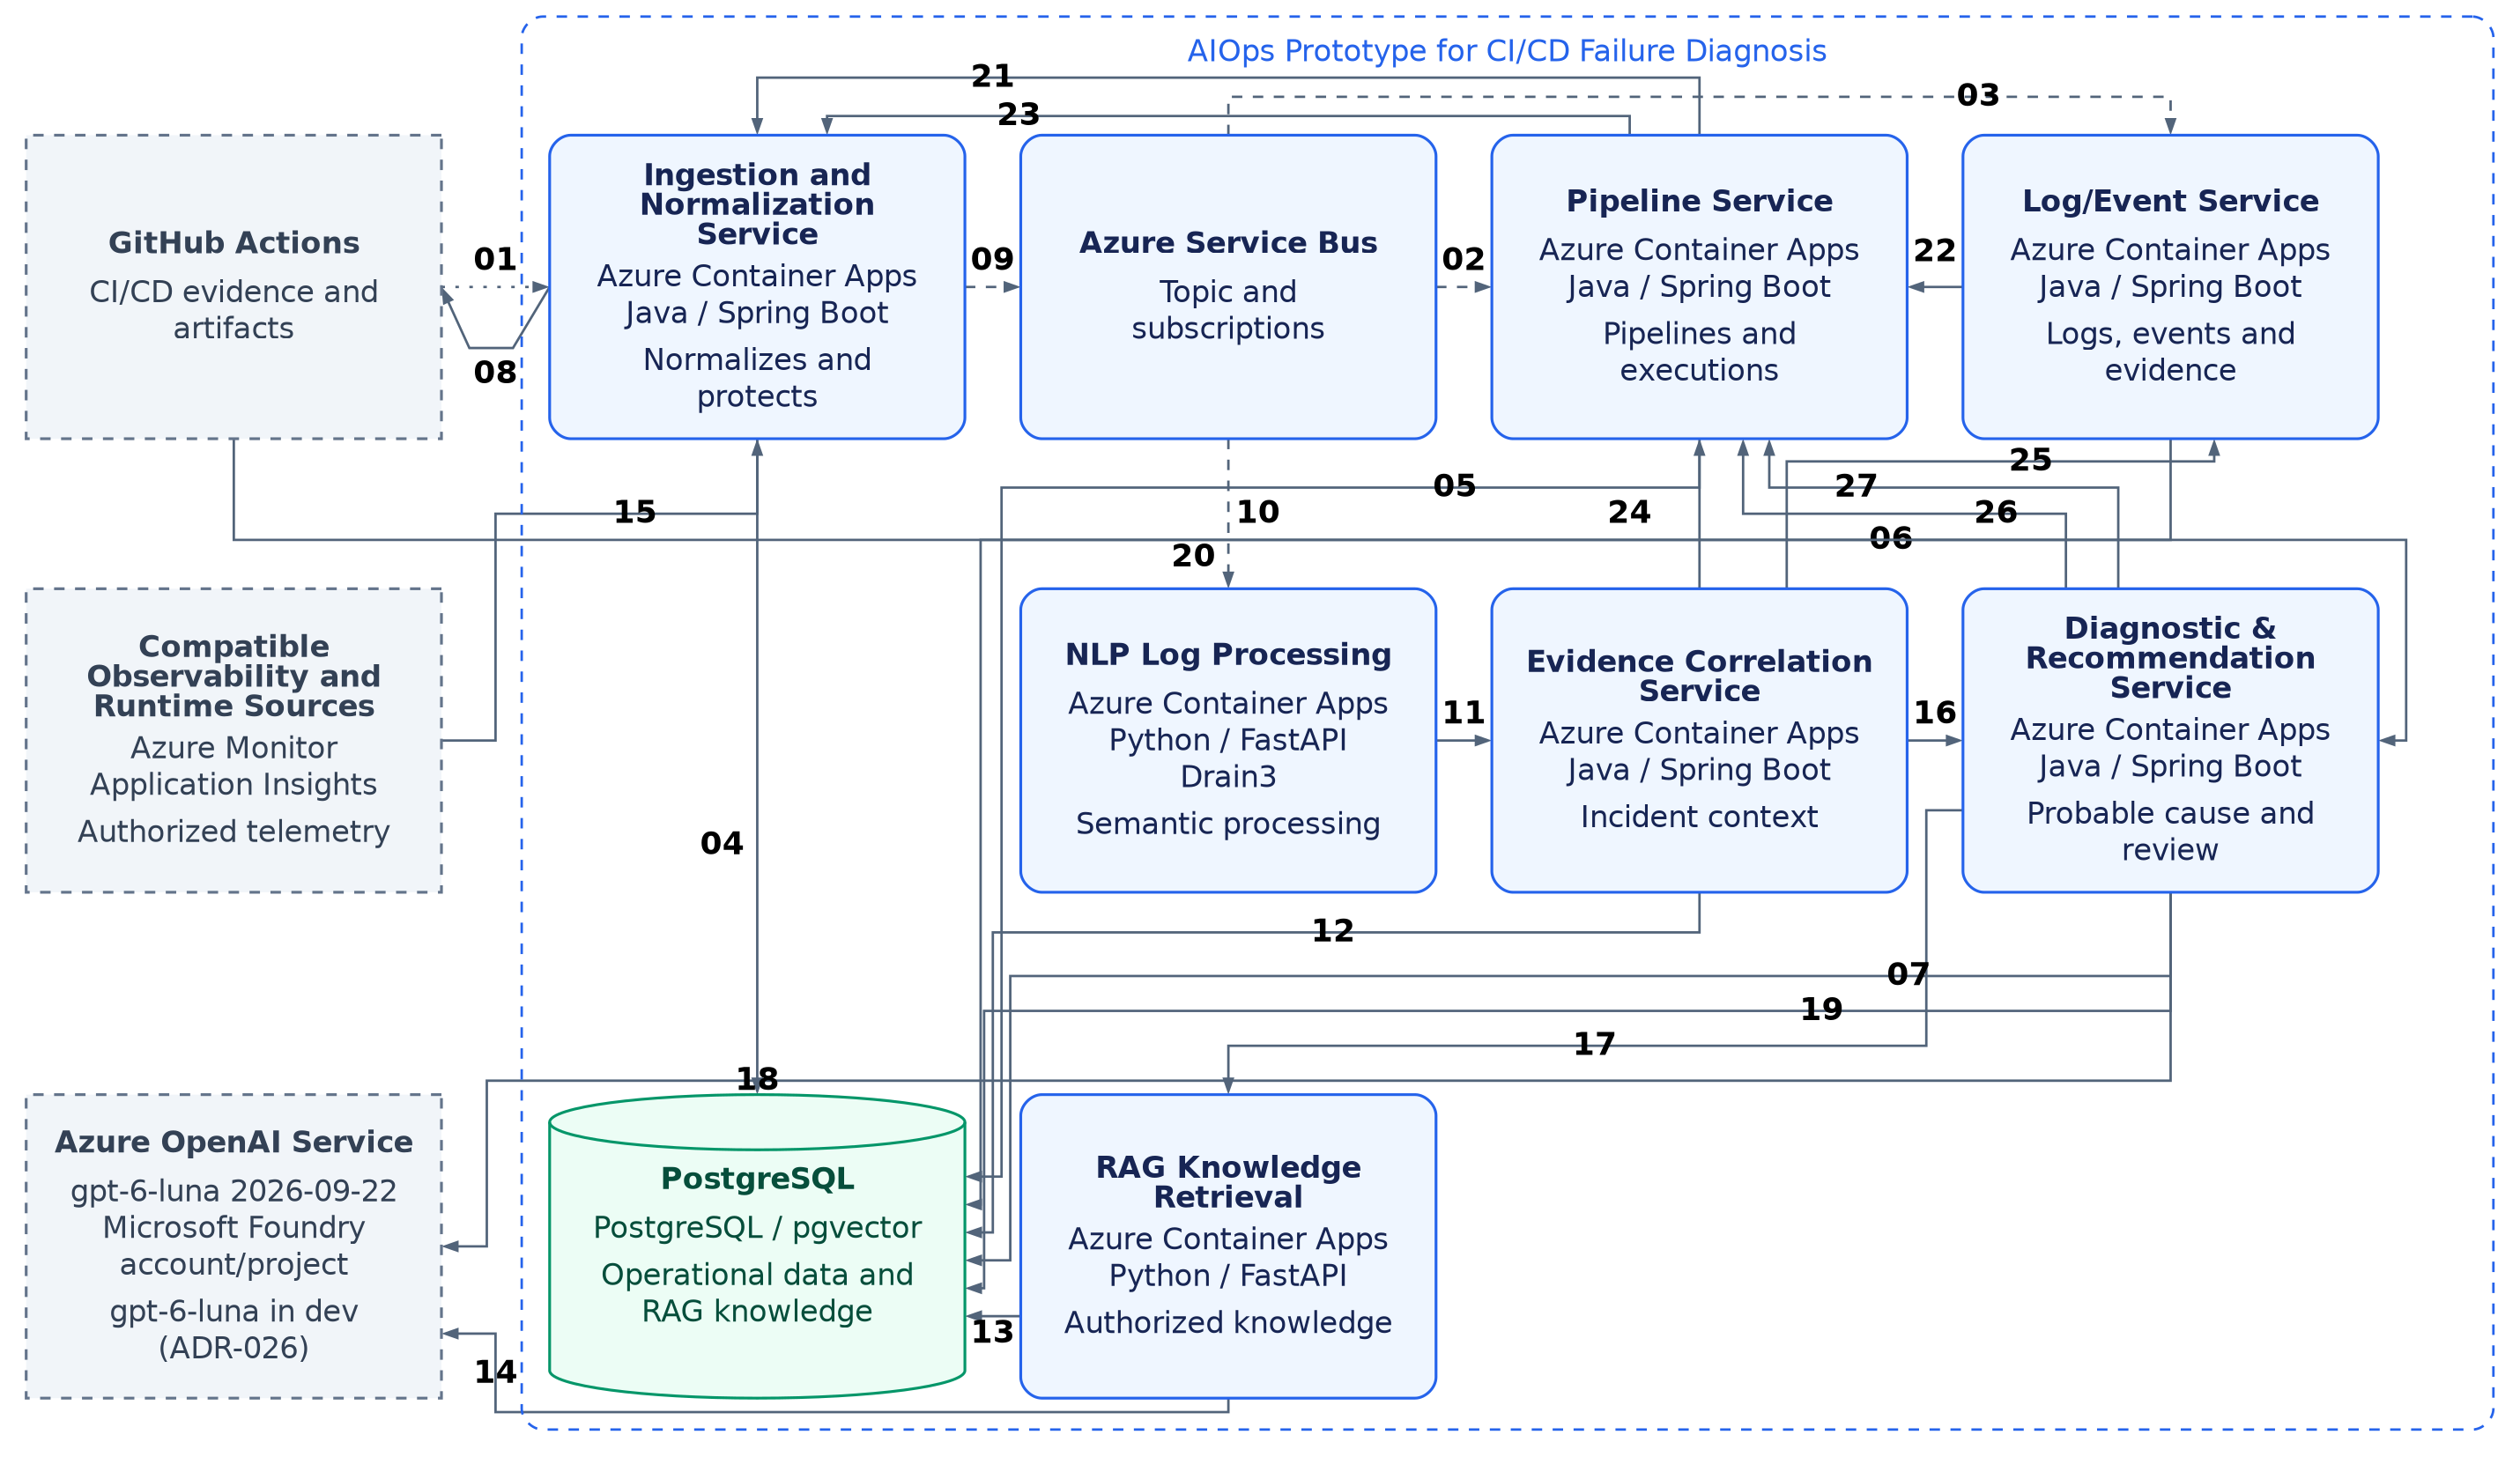 AIOps Prototype for CI/CD Failure Diagnosis
21
03
23
GitHub Actions
CI/CD evidence and
artifacts
01
08
Ingestion and
Normalization
Service
Azure Container Apps
Java / Spring Boot
Normalizes and
protects
09
Azure Service Bus
Topic and
subscriptions
02
Pipeline Service
Azure Container Apps
Java / Spring Boot
Pipelines and
executions
22
Log/Event Service
Azure Container Apps
Java / Spring Boot
Logs, events and
evidence
25
05
27
15
10
24
26
06
20
Compatible
Observability and
Runtime Sources
Azure Monitor
Application Insights
Authorized telemetry
04
NLP Log Processing
Azure Container Apps
Python / FastAPI
Drain3
Semantic processing
11
Evidence Correlation
Service
Azure Container Apps
Java / Spring Boot
Incident context
16
Diagnostic &
Recommendation
Service
Azure Container Apps
Java / Spring Boot
Probable cause and
review
12
07
19
17
18
Azure OpenAI Service
gpt-6-luna 2026-09-22
Microsoft Foundry
account/project
gpt-6-luna in dev
(ADR-026)
14
PostgreSQL
PostgreSQL / pgvector
Operational data and
RAG knowledge
13
RAG Knowledge
Retrieval
Azure Container Apps
Python / FastAPI
Authorized knowledge